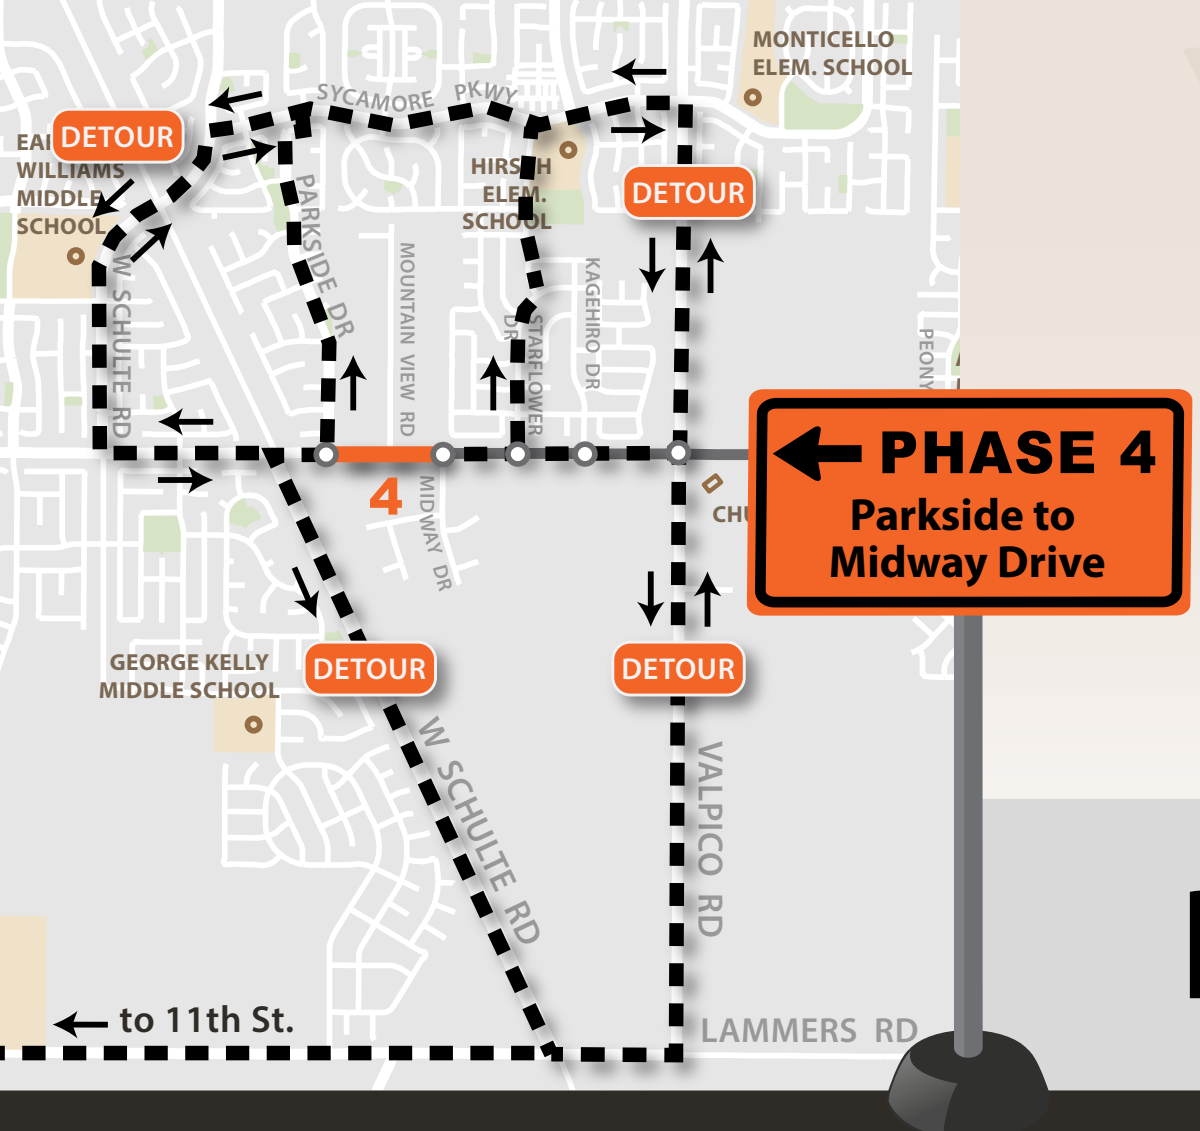 MONTICELLO
ELEM. SCHOOL
SYCAMORE PKWY
DETOUR
WILLIAMS
MIDDLE
SCHOOL
HIRSCH
ELEM.
SCHOOL
DETOUR
PARKSIDE DR
W SCHULTE RD
MOUNTAIN VIEW RD
STARFLOWER
DR
KAGEHIRO DR
PEONY
4
MIDWAY DR
PHASE 4
Parkside to
Midway Drive
GEORGE KELLY
MIDDLE SCHOOL
DETOUR
DETOUR
W SCHULTE RD
VALPICO RD
to 11th St.
LAMMERS RD